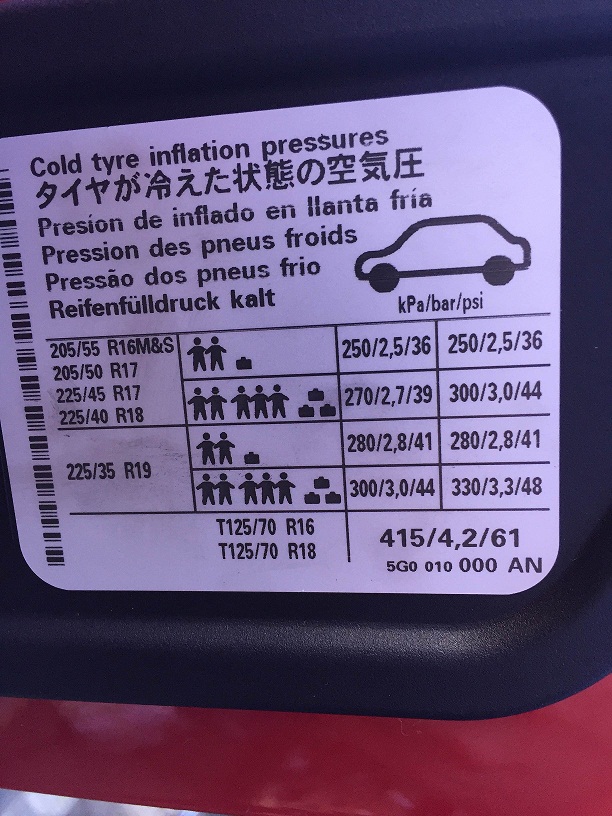 Cold tyre inflation pressures
タイヤが冷えた状態の空気圧
Presion de inflado en llanta fría
Pression des pneus froids
Pressão dos pneus frio
Reifenfülldruck kalt
kPa/bar/psi
205/55 R16M&S
205/50 R17
225/45 R17
225/40 R18
250/2,5/36 250/2,5/36
270/2,7/39 300/3,0/44
225/35 R19
280/2,8/41 280/2,8/41
300/3,0/44 330/3,3/48
T125/70 R16
T125/70 R18
415/4,2/61
5G0 010 000 AN